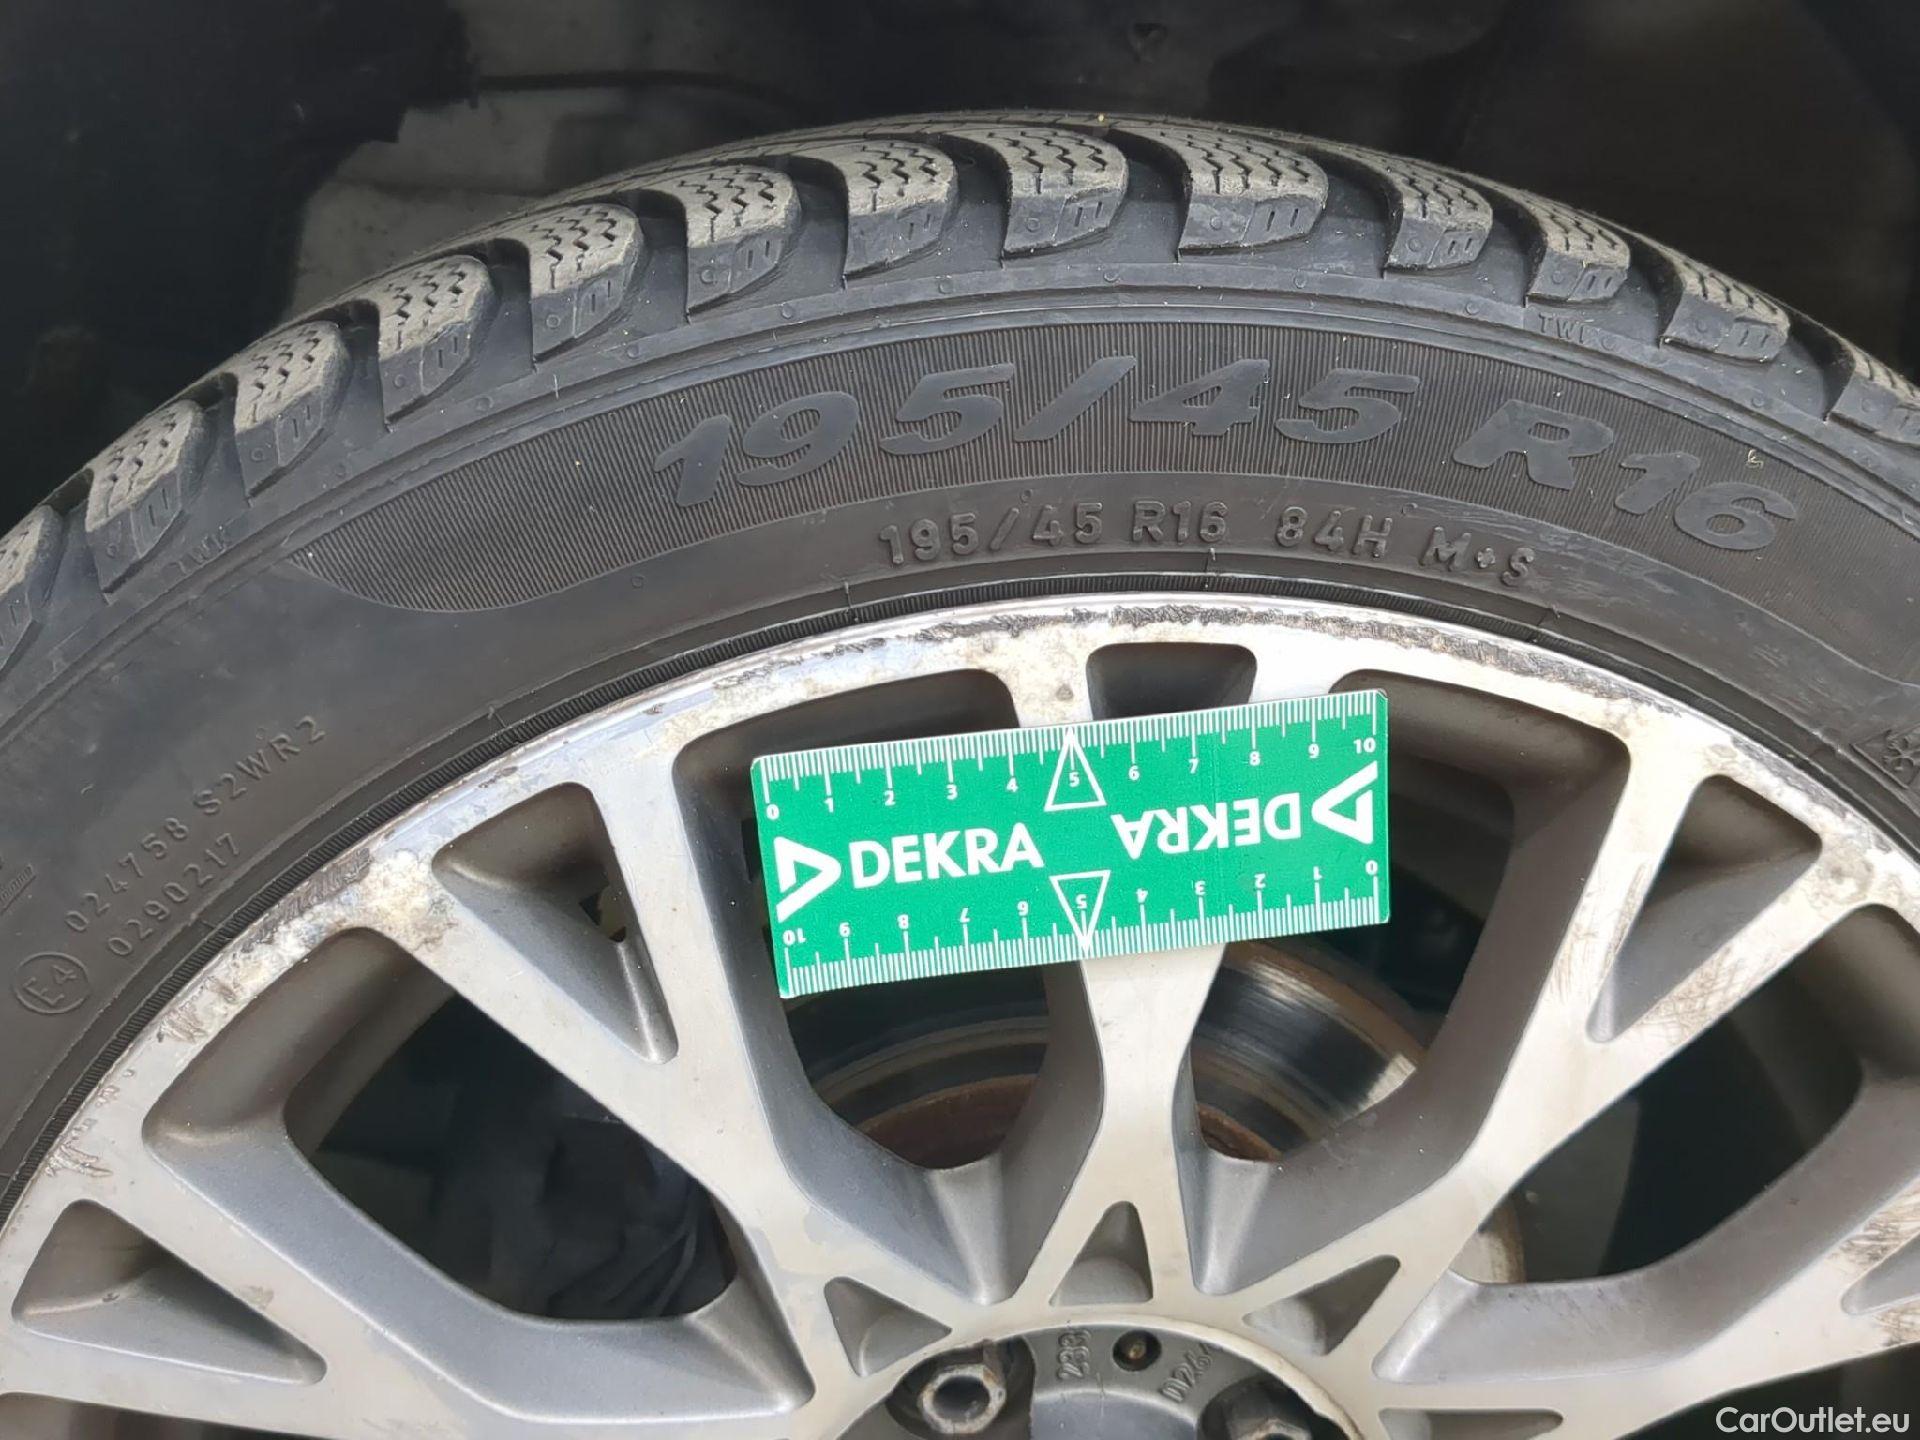 195/45 R16
195/45 R16 84H M+S
TWI
TWI
024758 S2WR2
0290217
E4
0 1 2 3 4 5 6 7 8 9 10
DEKRA
DEKRA
10 9 8 7 6 5 4 3 2 1 0
233
CarOutlet.eu